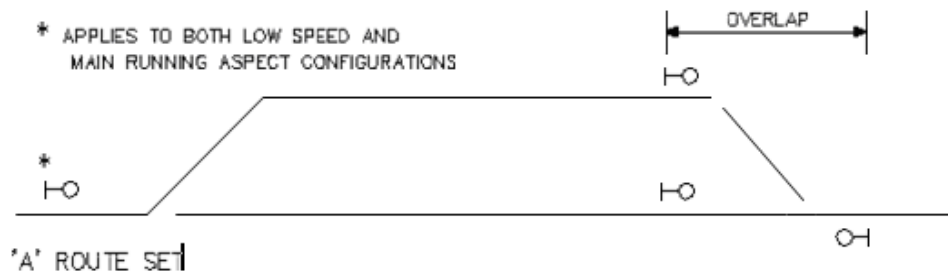 * APPLIES TO BOTH LOW SPEED AND
MAIN RUNNING ASPECT CONFIGURATIONS
OVERLAP
*
'A' ROUTE SET